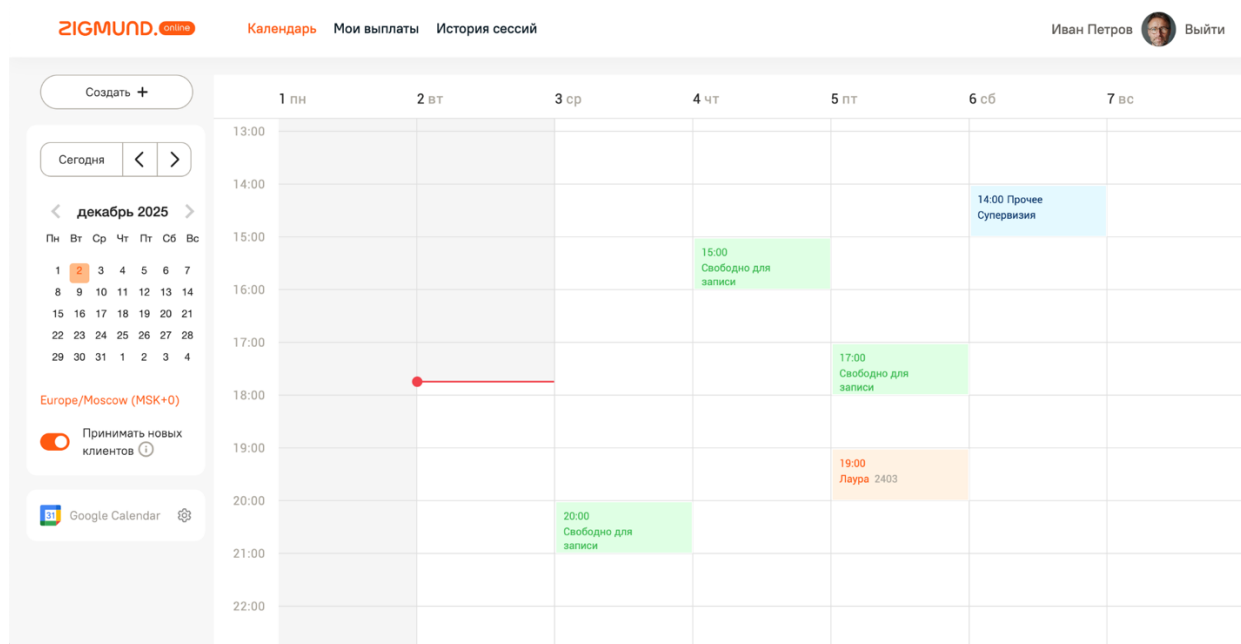 ZIGMUND. online
Календарь Мои выплаты История сессий
Иван Петров Выйти
Создать +
Сегодня
декабрь 2025
Пн Вт Ср Чт Пт Сб Вс
1 2 3 4 5 6 7
8 9 10 11 12 13 14
15 16 17 18 19 20 21
22 23 24 25 26 27 28
29 30 31 1 2 3 4
Europe/Moscow (MSK+0)
Принимать новых
клиентов
31 Google Calendar
1 пн 2 вт 3 ср 4 чт 5 пт 6 сб 7 вс
13:00
14:00
14:00 Прочее
Супервизия
15:00
15:00
Свободно для
записи
16:00
17:00
17:00
Свободно для
записи
18:00
19:00
19:00
Лаура 2403
20:00
20:00
Свободно для
записи
21:00
22:00